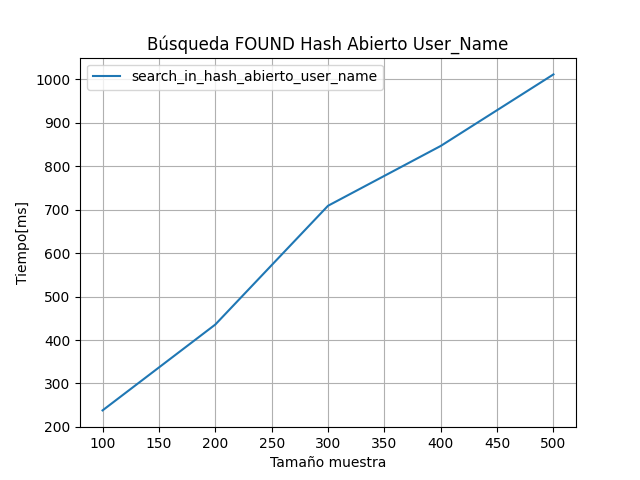 Búsqueda FOUND Hash Abierto User_Name
search_in_hash_abierto_user_name
1000
900
800
700
600
500
400
300
200
Tiempo[ms]
100 150 200 250 300 350 400 450 500
Tamaño muestra